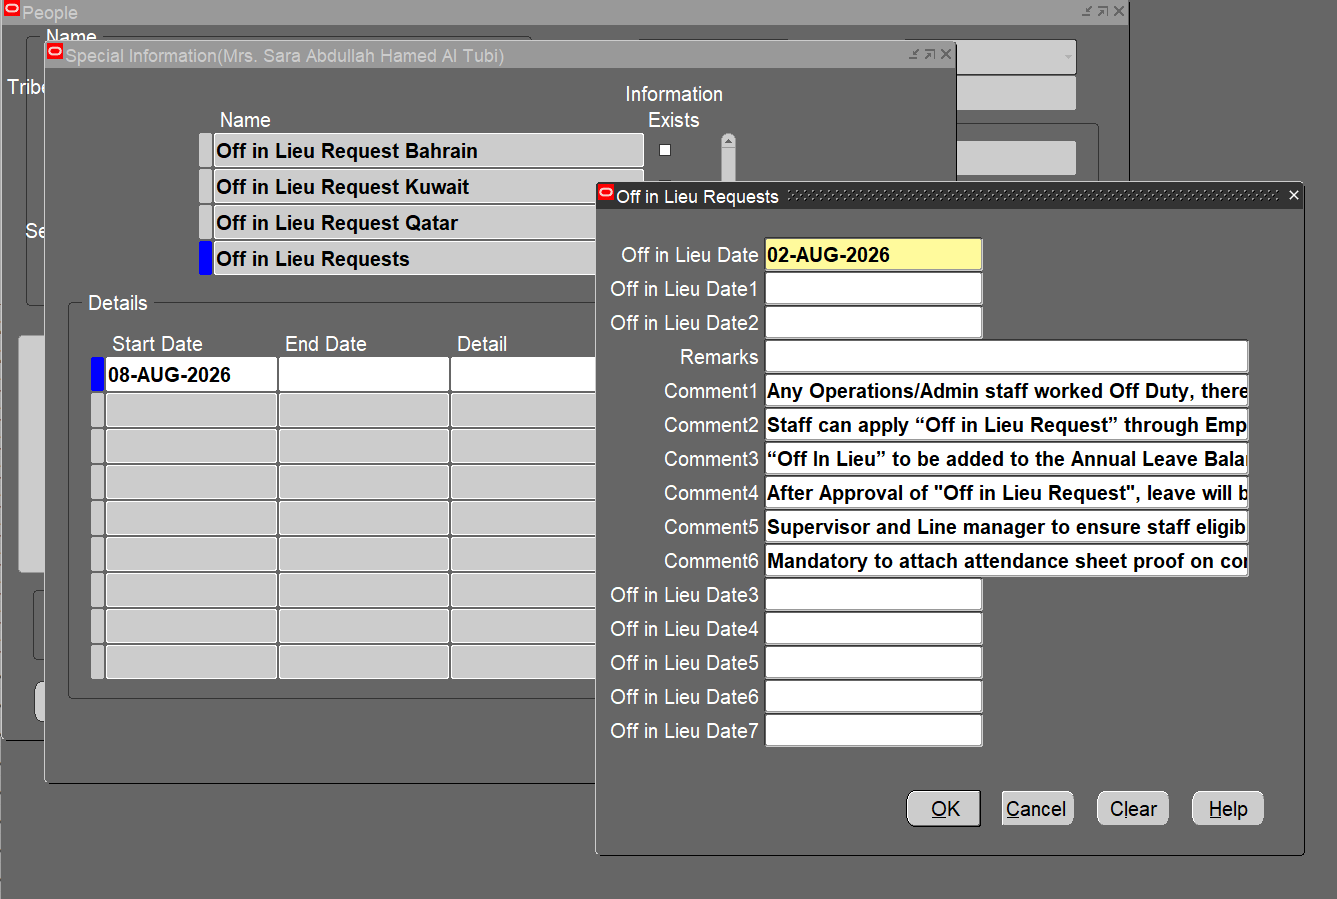 People
Name
Tribe
Special Information(Mrs. Sara Abdullah Hamed Al Tubi)
Information
Name
Exists
Off in Lieu Request Bahrain
Off in Lieu Request Kuwait
Off in Lieu Request Qatar
Off in Lieu Requests
Se
Details
Start Date End Date Detail
08-AUG-2026
Off in Lieu Requests
Off in Lieu Date 02-AUG-2026
Off in Lieu Date1
Off in Lieu Date2
Remarks
Comment1 Any Operations/Admin staff worked Off Duty, there
Comment2 Staff can apply “Off in Lieu Request” through Emp
Comment3 “Off In Lieu” to be added to the Annual Leave Bala
Comment4 After Approval of "Off in Lieu Request", leave will b
Comment5 Supervisor and Line manager to ensure staff eligib
Comment6 Mandatory to attach attendance sheet proof on con
Off in Lieu Date3
Off in Lieu Date4
Off in Lieu Date5
Off in Lieu Date6
Off in Lieu Date7
OK Cancel Clear Help